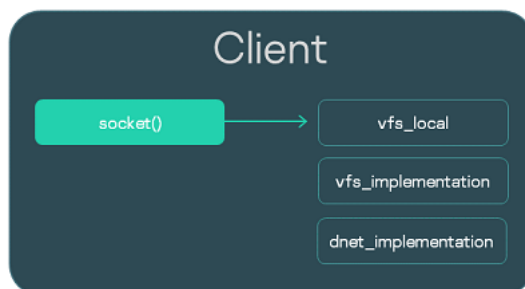 Client
socket()
vfs_local
vfs_implementation
dnet_implementation